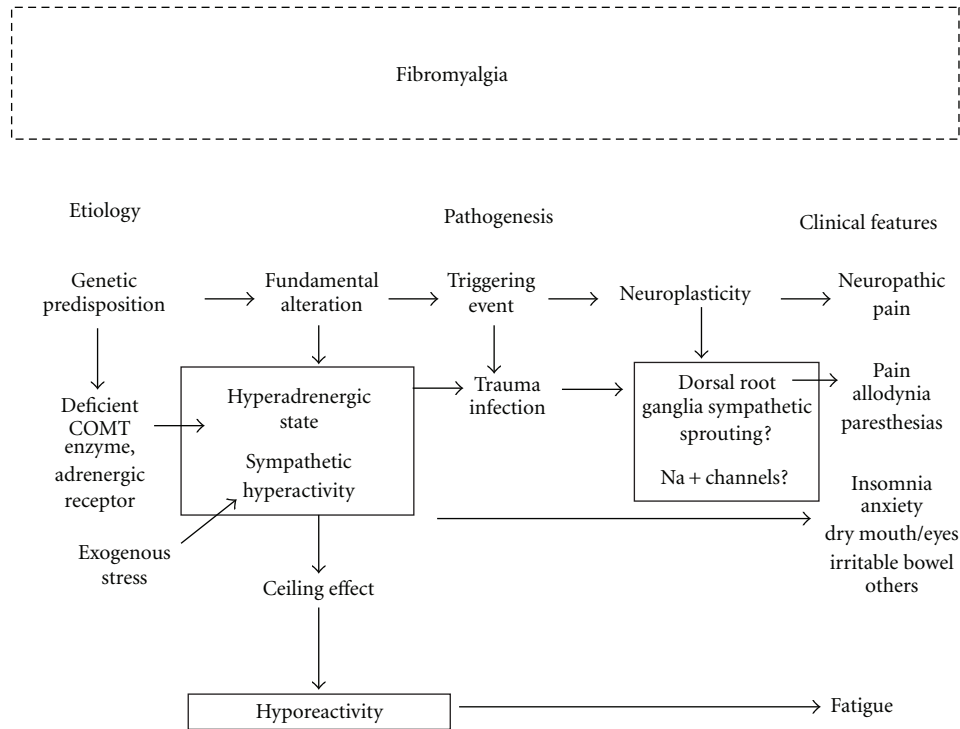 Fibromyalgia
Etiology
Pathogenesis
Clinical features
Genetic
predisposition
Fundamental
alteration
Triggering
event
Neuroplasticity
Neuropathic
pain
Deficient
COMT
enzyme,
adrenergic
receptor
Hyperadrenergic
state
Sympathetic
hyperactivity
Trauma
infection
Dorsal root
ganglia sympathetic
sprouting?
Na + channels?
Pain
allodynia
paresthesias
Insomnia
anxiety
dry mouth/eyes
irritable bowel
others
Exogenous
stress
Ceiling effect
Hyporeactivity
Fatigue